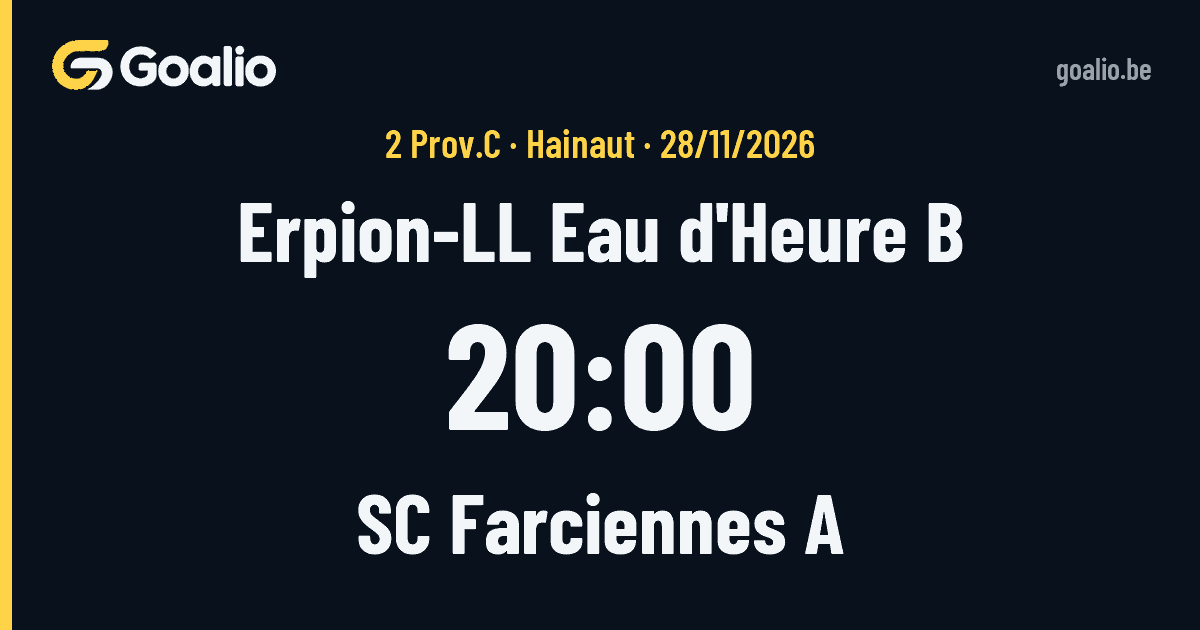 Goalio
goalio.be
2 Prov.C · Hainaut · 28/11/2026
Erpion-LL Eau d'Heure B
20:00
SC Farciennes A